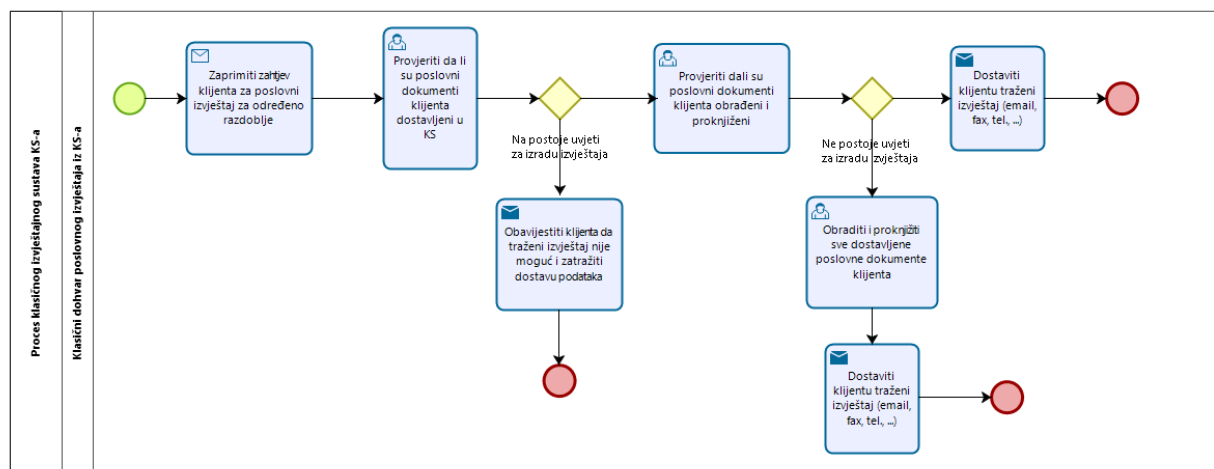 Proces klasičnog izvještajnog sustava KS-a
Klasični dohvar poslovnog izvještaja iz KS-a
Zaprimiti zahtjev
klijenta za poslovni
izvještaj za određeno
razdoblje
Provjeriti da li
su poslovni
dokumenti
klijenta
dostavljeni u
KS
Na postoje uvjeti
za izradu izvještaja
Obavijestiti klijenta da
traženi izvještaj nije
moguć i zatražiti
dostavu podataka
Provjeriti dali su
poslovni dokumenti
klijenta obrađeni i
proknjiženi
Ne postoje uvjeti
za izradu izvještaja
Dostaviti
klijentu traženi
izvještaj (email,
fax, tel., ...)
Obraditi i proknjižiti
sve dostavljene
poslovne dokumente
klijenta
Dostaviti
klijentu traženi
izvještaj (email,
fax, tel., ...)